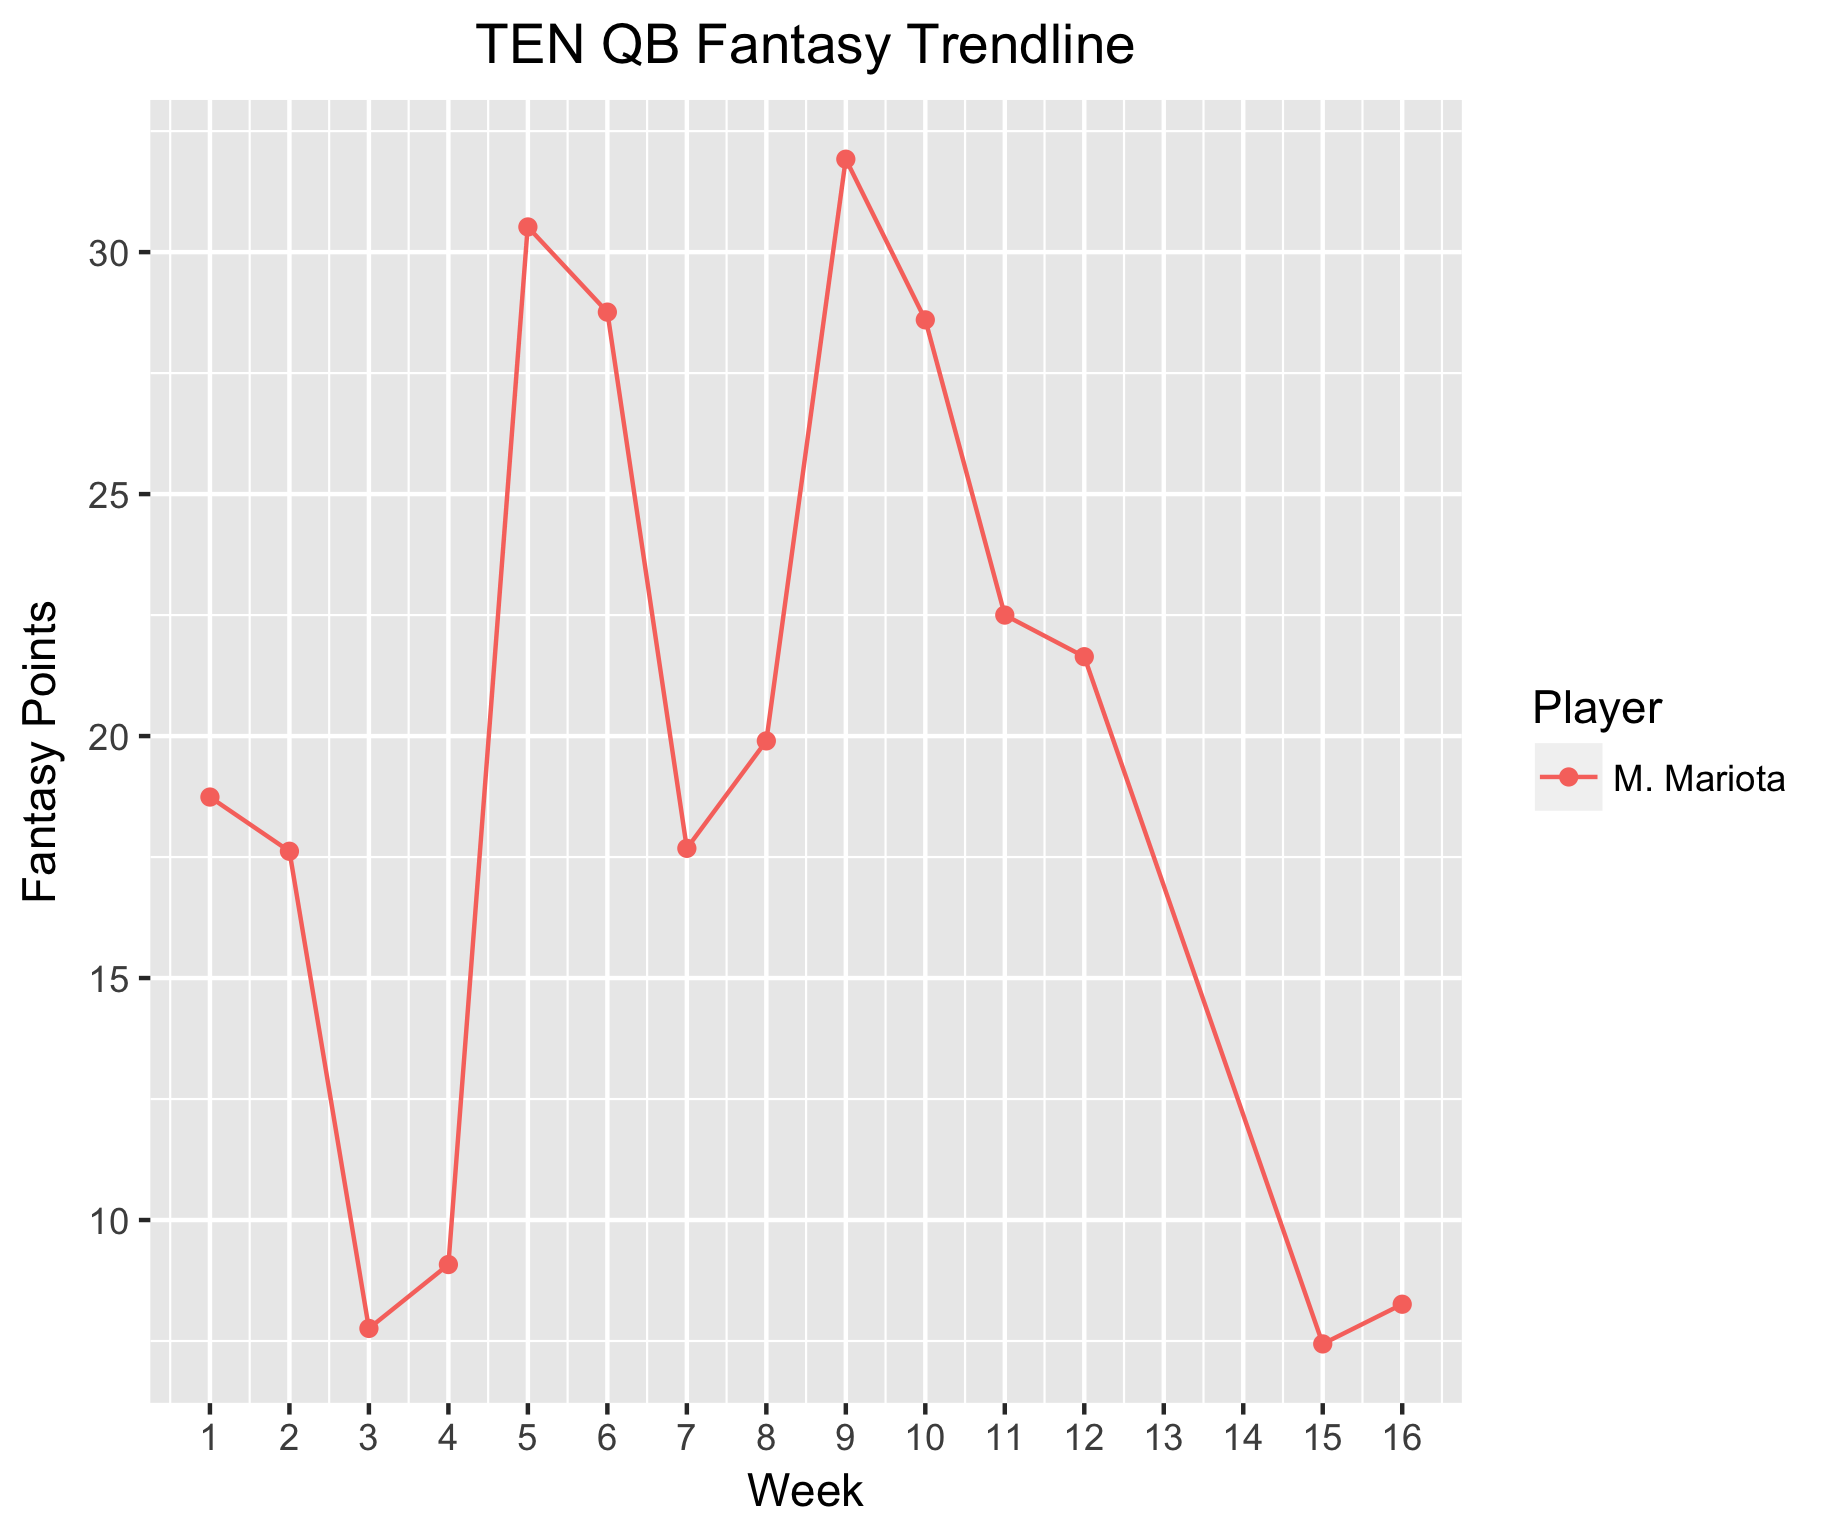 TEN QB Fantasy Trendline
Fantasy Points
30
25
20
15
10
1 2 3 4 5 6 7 8 9 10 11 12 13 14 15 16
Week
Player
M. Mariota